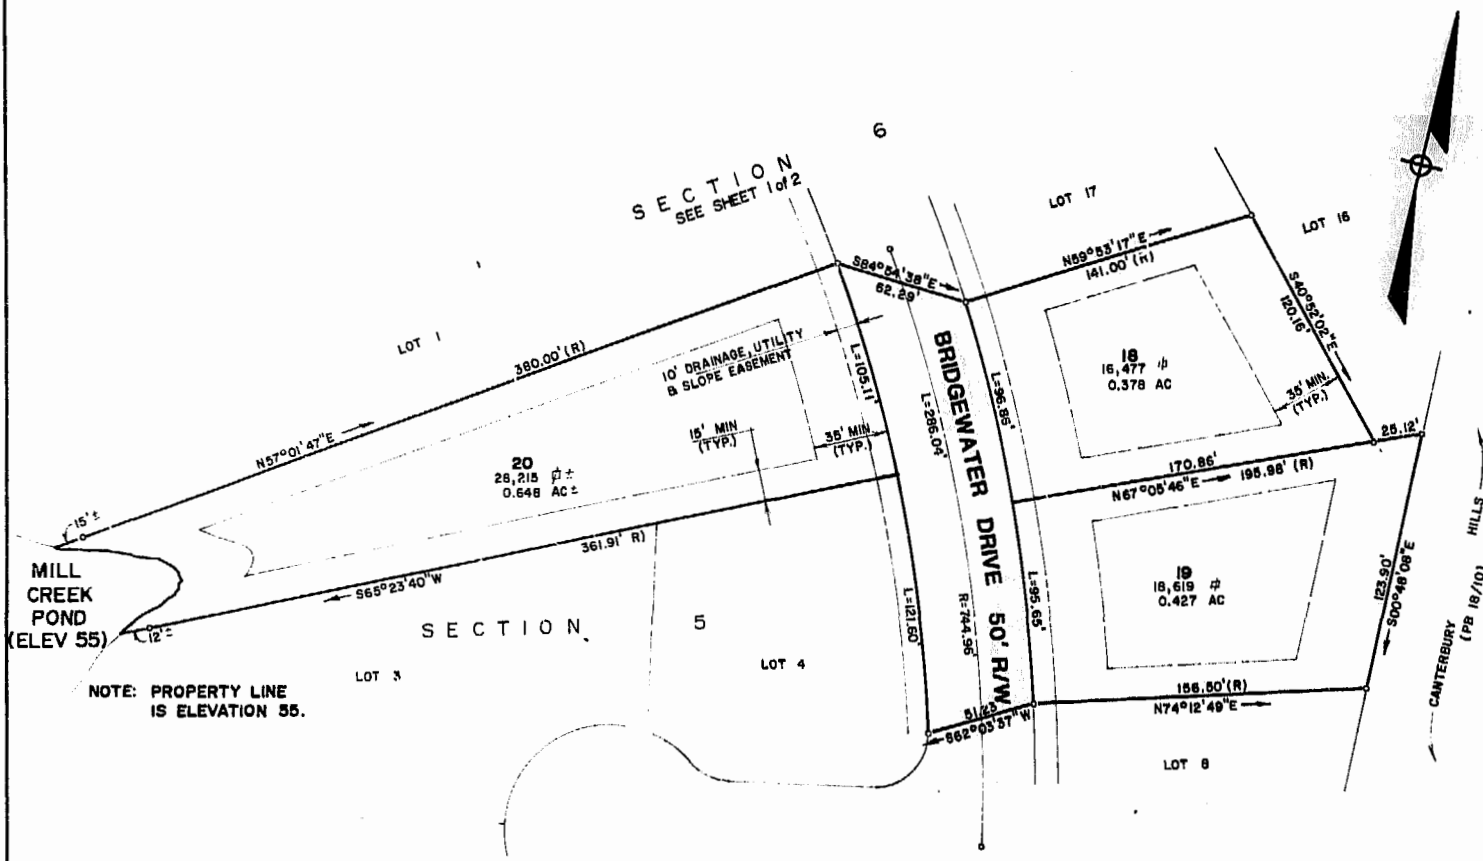 6
SECTION
SEE SHEET 1 of 2
LOT 17
LOT 16
LOT 1
S84°54'38"E
62.29'
N59°53'17"E
141.00' (R)
S40°52'02"E
120.16'
380.00' (R)
N57°01'47"E
15'±
10' DRAINAGE, UTILITY
& SLOPE EASEMENT
L=105.11'
15' MIN
(TYP.)
35' MIN
(TYP.)
20
28,215 ⌗±
0.648 AC±
BRIDGEWATER DRIVE 50' R/W
L=286.04'
R=744.96'
L=96.86'
18
16,477 ⌗
0.378 AC
35' MIN.
(TYP.)
25.12'
170.86'
195.98' (R)
N67°05'46"E
361.91' R)
S65°23'40"W
MILL
CREEK
POND
(ELEV 55)
12'±
SECTION
5
LOT 3
LOT 4
NOTE: PROPERTY LINE
IS ELEVATION 55.
L=121.60'
L=95.65'
19
18,619 ⌗
0.427 AC
123.90'
S00°48'08"E
CANTERBURY HILLS
(PB 18/10)
51.23'
S62°03'37"W
156.50' (R)
N74°12'49"E
LOT 8